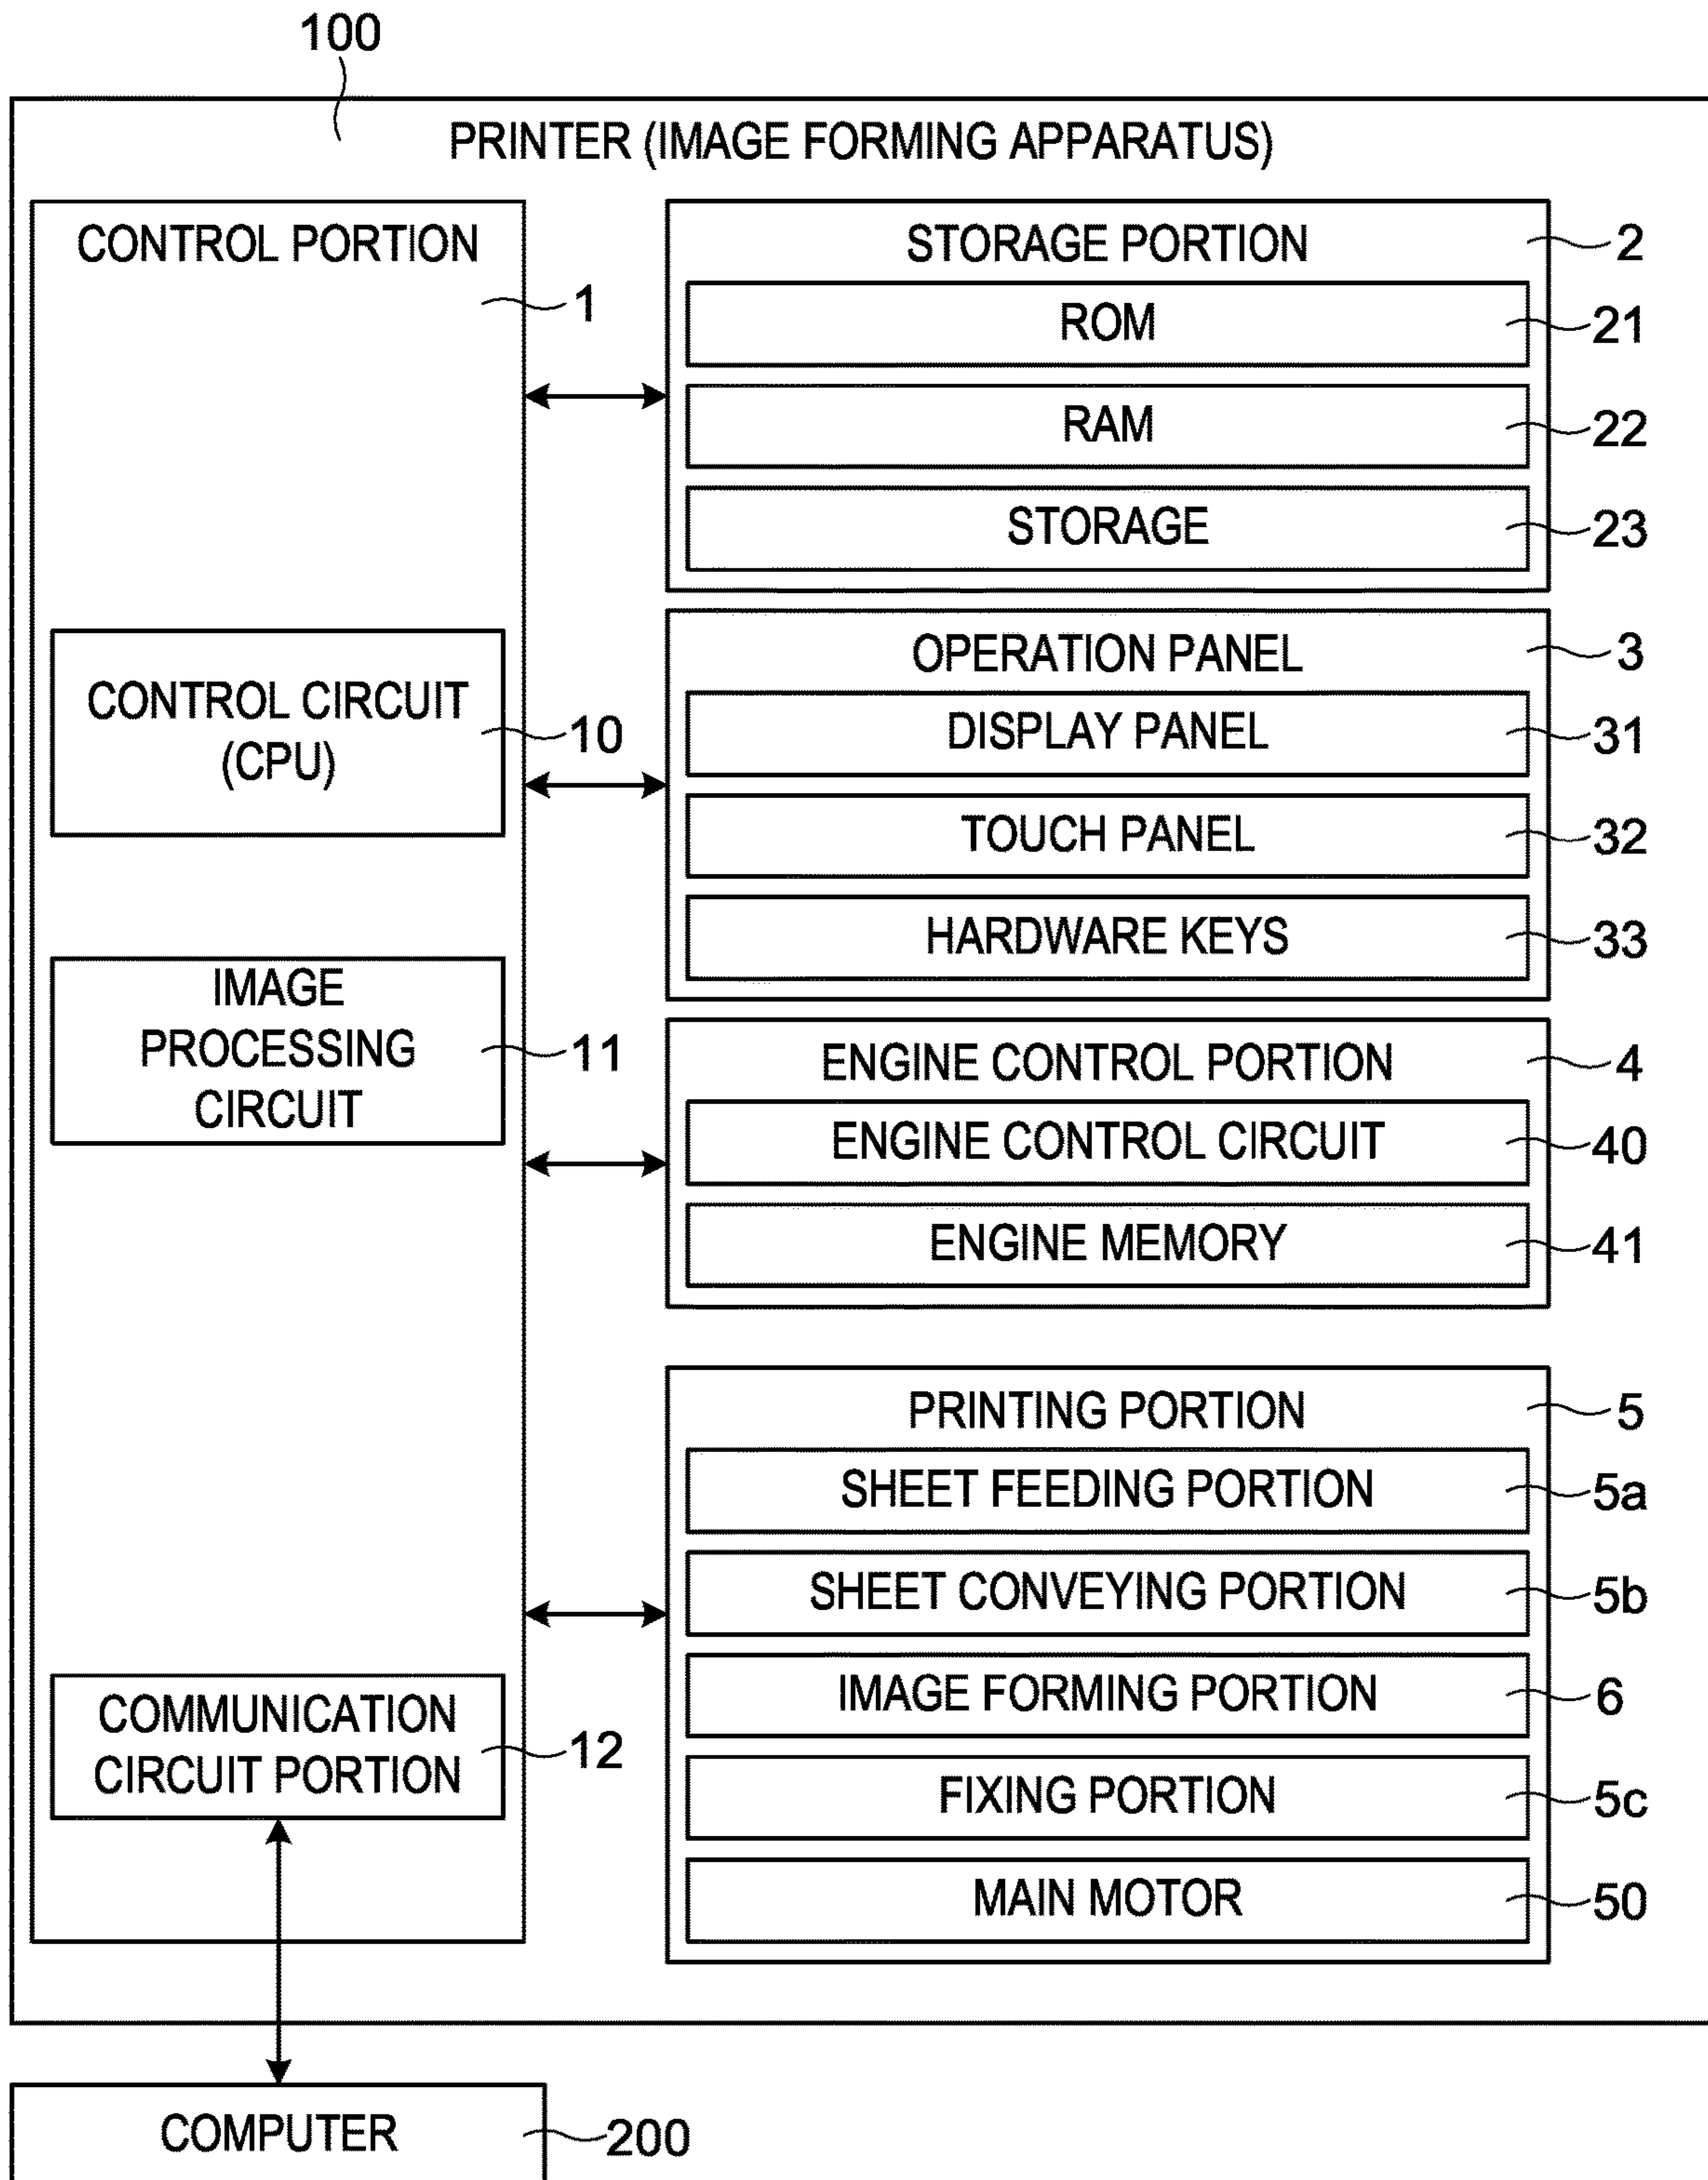 100
PRINTER (IMAGE FORMING APPARATUS)
CONTROL PORTION
1
CONTROL CIRCUIT
(CPU)
10
IMAGE
PROCESSING
CIRCUIT
11
COMMUNICATION
CIRCUIT PORTION
12
STORAGE PORTION
2
ROM
21
RAM
22
STORAGE
23
OPERATION PANEL
3
DISPLAY PANEL
31
TOUCH PANEL
32
HARDWARE KEYS
33
ENGINE CONTROL PORTION
4
ENGINE CONTROL CIRCUIT
40
ENGINE MEMORY
41
PRINTING PORTION
5
SHEET FEEDING PORTION
5a
SHEET CONVEYING PORTION
5b
IMAGE FORMING PORTION
6
FIXING PORTION
5c
MAIN MOTOR
50
COMPUTER
200